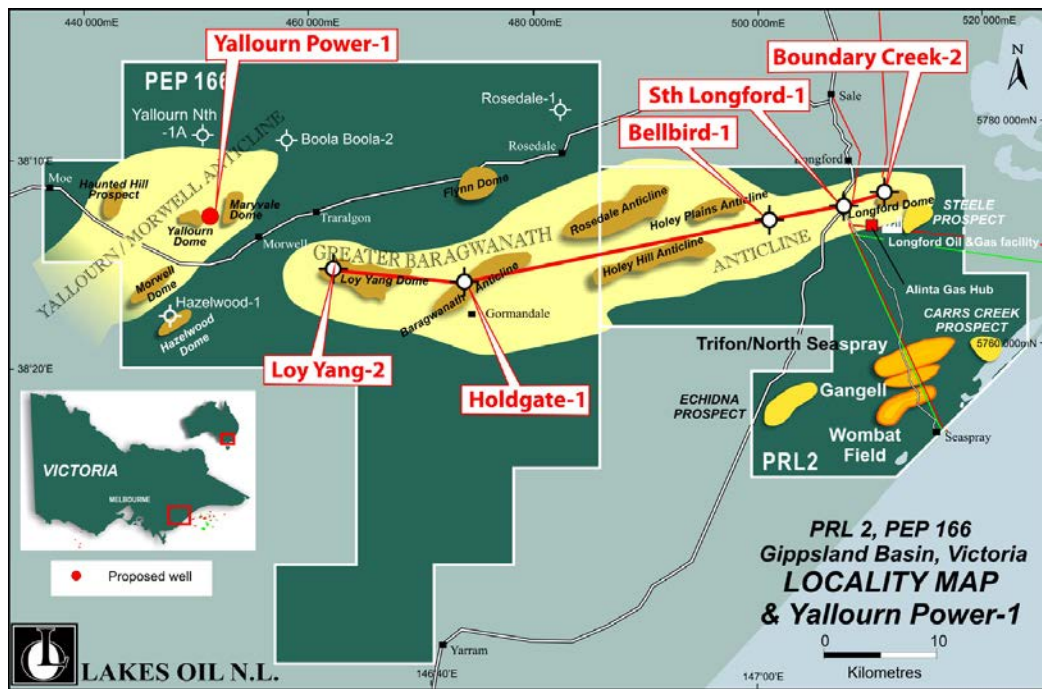 440 000mE
460 000mE
480 000mE
500 000mE
520 000mE
Yallourn Power-1
Boundary Creek-2
N
PEP 166
Sth Longford-1
Rosedale-1
Sale
Yallourn Nth
-1A
Boola Boola-2
Bellbird-1
5780 000mN
38°10'
Rosedale
Longford
Moe
YALLOURN / MORWELL ANTICLINE
Haunted Hill
Prospect
Flynn Dome
Maryvale
Dome
Yallourn
Dome
Traralgon
Rosedale Anticline
Holey Plains Anticline
Longford Dome
STEELE
PROSPECT
Morwell
GREATER BARAGWANATH
ANTICLINE
Longford Oil &Gas facility
Morwell
Dome
Loy Yang Dome
Baragwanath Anticline
Holey Hill Anticline
Alinta Gas Hub
Hazelwood-1
Hazelwood
Dome
Gormandale
CARRS CREEK
PROSPECT
Trifon/North Seaspray
5760 000mN
38°20'
Loy Yang-2
Holdgate-1
ECHIDNA
PROSPECT
Gangell
Wombat
Field
Seaspray
PRL2
VICTORIA
MELBOURNE
Proposed well
PRL 2, PEP 166
Gippsland Basin, Victoria
LOCALITY MAP
& Yallourn Power-1
0
10
Kilometres
Yarram
LAKES OIL N.L.
146°40'
147°00'